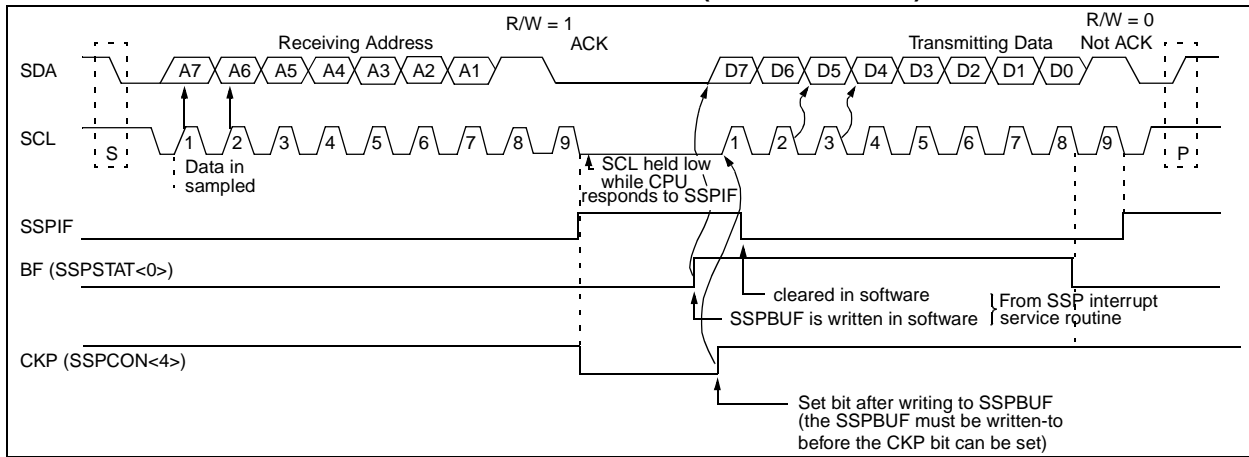 R/W = 1
R/W = 0
Receiving Address
ACK
Transmitting Data
Not ACK
SDA
A7 A6 A5 A4 A3 A2 A1
D7 D6 D5 D4 D3 D2 D1 D0
SCL
S
1 2 3 4 5 6 7 8 9
1 2 3 4 5 6 7 8 9
P
Data in
sampled
SCL held low
while CPU
responds to SSPIF
SSPIF
BF (SSPSTAT<0>)
cleared in software
SSPBUF is written in software
From SSP interrupt
service routine
CKP (SSPCON<4>)
Set bit after writing to SSPBUF
(the SSPBUF must be written-to
before the CKP bit can be set)